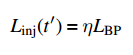 L_inj(t′) = ηL_BP